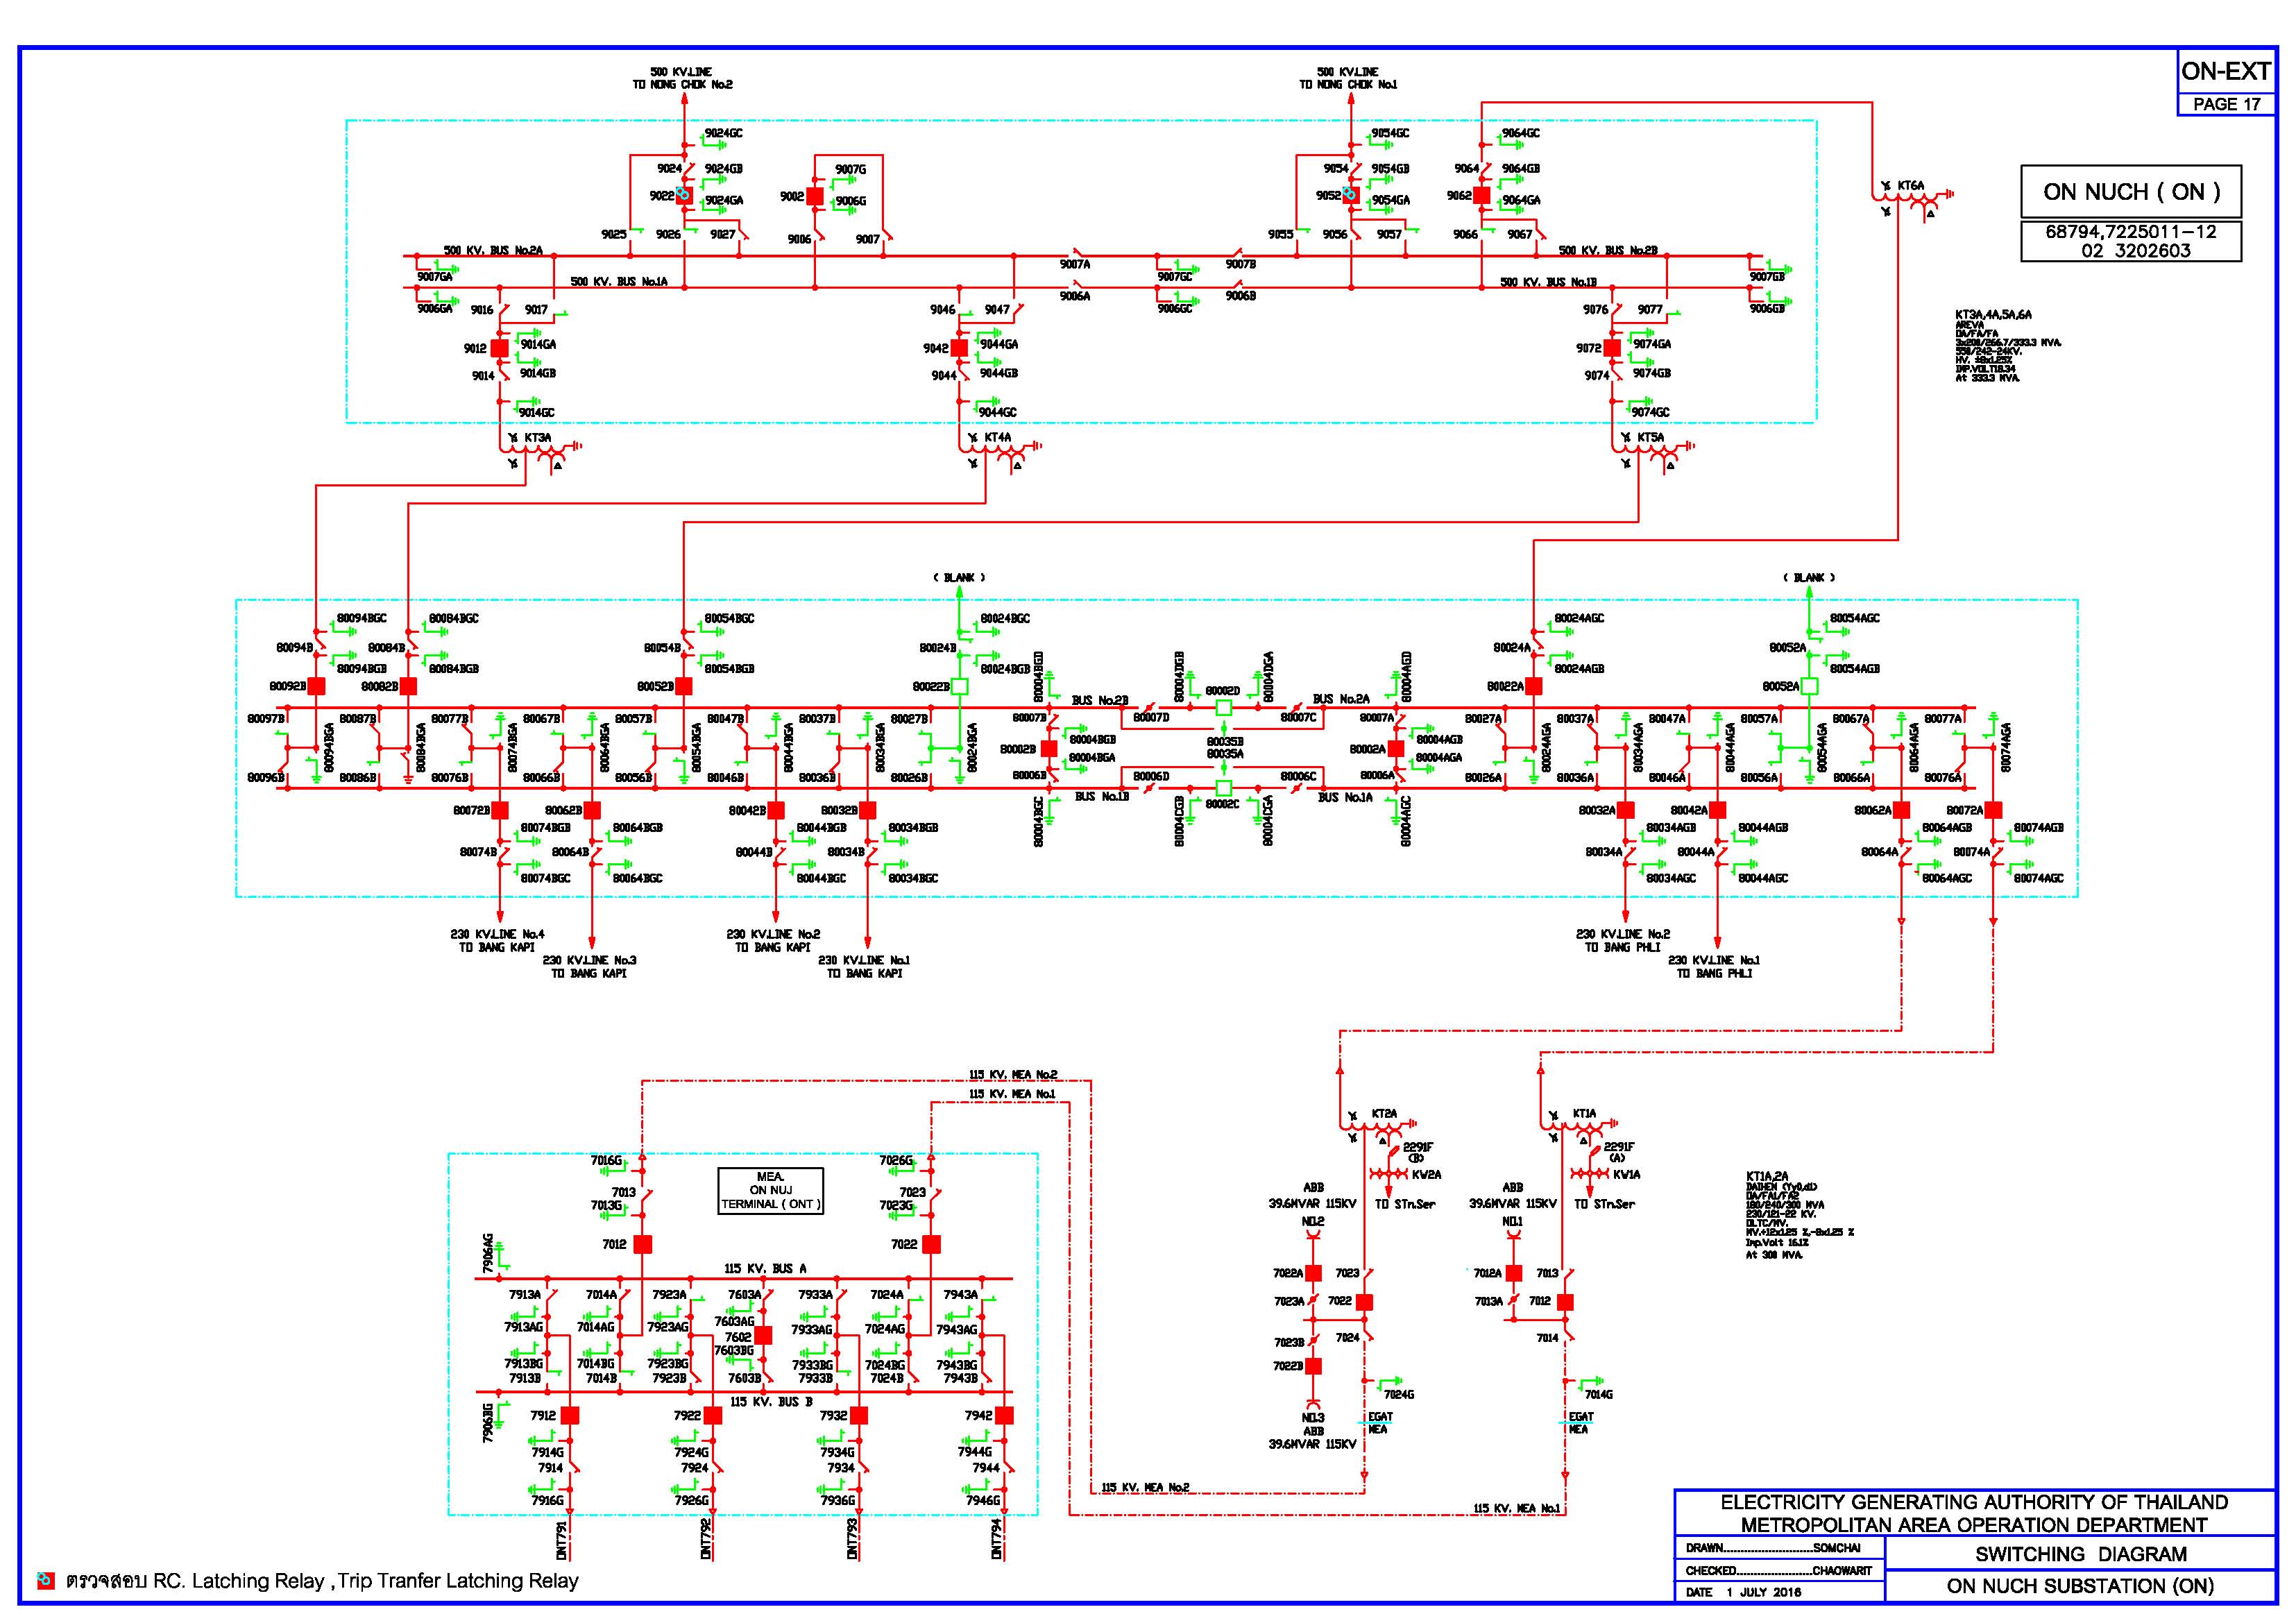 ON-EXT
PAGE 17
500 KV.LINE
TO NONG CHOK No.2
500 KV.LINE
TO NONG CHOK No.1
9024GC
9054GC
9064GC
9024
9024GB
9007G
9054
9054GB
9064
9064GB
ON NUCH ( ON )
KT6A
9022
9024GA
9002
9006G
9052
9054GA
9062
9064GA
68794,7225011-12
02 3202603
9025
9026
9027
9006
9007
9055
9056
9057
9066
9067
500 KV. BUS No.2A
500 KV. BUS No.2B
9007GA
9007A
9007GC
9007B
9007GB
500 KV. BUS No.1A
500 KV. BUS No.1B
9006GA
9006A
9006GC
9006B
9006GB
9016
9017
9046
9047
9076
9077
KT3A,4A,5A,6A
AREVA
OA/FA/FA
3x200/266.7/333.3 MVA.
550/242-24KV.
HV. ±8x1.25%
IMP.VOLT18.34
At 333.3 MVA.
9012
9014GA
9042
9044GA
9072
9074GA
9014
9014GB
9044
9044GB
9074
9074GB
9014GC
9044GC
9074GC
KT3A
KT4A
KT5A
( BLANK )
( BLANK )
80094BGC
80084BGC
80054BGC
80024BGC
80024AGC
80054AGC
80094B
80084B
80054B
80024B
80024A
80052A
80094BGB
80084BGB
80054BGB
80024BGB
80024AGB
80054AGB
80092B
80082B
80052B
80022B
80004BGD
80004DGB
80002D
80004DGA
80004AGD
80022A
80052A
BUS No.2B
BUS No.2A
80097B
80087B
80077B
80067B
80057B
80047B
80037B
80027B
80007B
80007D
80007C
80007A
80027A
80037A
80047A
80057A
80067A
80077A
80094BGA
80084BGA
80074BGA
80064BGA
80054BGA
80044BGA
80034BGA
80024BGA
80004BGB
80002B
80004BGA
80035B
80035A
80004AGB
80002A
80004AGA
80024AGA
80034AGA
80044AGA
80054AGA
80064AGA
80074AGA
80096B
80086B
80076B
80066B
80056B
80046B
80036B
80026B
80006B
80006D
80006C
80006A
80026A
80036A
80046A
80056A
80066A
80076A
BUS No.1B
BUS No.1A
80004BGC
80004CGB
80002C
80004CGA
80004AGC
80072B
80062B
80042B
80032B
80032A
80042A
80062A
80072A
80074BGB
80064BGB
80044BGB
80034BGB
80034AGB
80044AGB
80064AGB
80074AGB
80074B
80064B
80044B
80034B
80034A
80044A
80064A
80074A
80074BGC
80064BGC
80044BGC
80034BGC
80034AGC
80044AGC
80064AGC
80074AGC
230 KV.LINE No.4
TO BANG KAPI
230 KV.LINE No.3
TO BANG KAPI
230 KV.LINE No.2
TO BANG KAPI
230 KV.LINE No.1
TO BANG KAPI
230 KV.LINE No.2
TO BANG PHLI
230 KV.LINE No.1
TO BANG PHLI
115 KV. MEA No.2
115 KV. MEA No.1
KT2A
KT1A
2291F
(B)
KW2A
2291F
(A)
KW1A
TO STn.Ser
TO STn.Ser
7016G
7026G
MEA.
ON NUJ
TERMINAL ( ONT )
7013
7023
7013G
7023G
7012
7022
KT1A,2A
DAIHEN (Yy0,d1)
OA/FA1/FA2
180/240/300 MVA
230/121-22 KV.
OLTC/MV.
MV.+12x1.25 %,-8x1.25 %
Imp.Volt 16.1%
At 300 MVA.
ABB
39.6MVAR 115KV
NO.2
ABB
39.6MVAR 115KV
NO.1
7906AG
115 KV. BUS A
7022A
7023
7012A
7013
7023A
7022
7013A
7012
7023B
7024
7014
7022B
7024G
7014G
NO.3
ABB
39.6MVAR 115KV
EGAT
MEA
EGAT
MEA
7913A
7014A
7923A
7603A
7933A
7024A
7943A
7913AG
7014AG
7923AG
7603AG
7933AG
7024AG
7943AG
7602
7913BG
7014BG
7923BG
7603BG
7933BG
7024BG
7943BG
7913B
7014B
7923B
7603B
7933B
7024B
7943B
115 KV. BUS B
7906BG
7912
7922
7932
7942
7914G
7924G
7934G
7944G
7914
7924
7934
7944
7916G
7926G
7936G
7946G
ONT791
ONT792
ONT793
ONT794
115 KV. MEA No.2
115 KV. MEA No.1
ELECTRICITY GENERATING AUTHORITY OF THAILAND
METROPOLITAN AREA OPERATION DEPARTMENT
DRAWN..........................SOMCHAI
CHECKED......................CHAOWARIT
DATE 1 JULY 2016
SWITCHING DIAGRAM
ON NUCH SUBSTATION (ON)
ตรวจสอบ RC. Latching Relay ,Trip Tranfer Latching Relay